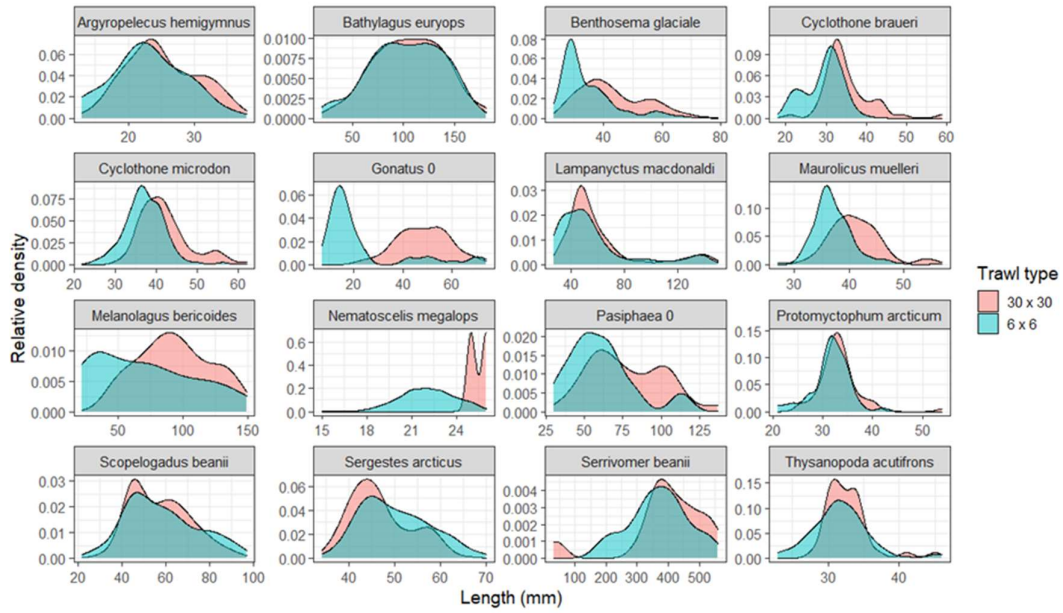 Argyropelecus hemigymnus Bathylagus euryops Benthosema glaciale Cyclothone braueri
0.06 0.04 0.02 0.00
20 30
0.0100 0.0075 0.0050 0.0025 0.0000
50 100 150
0.08 0.06 0.04 0.02 0.00
40 60 80
0.09 0.06 0.03 0.00
20 30 40 50 60
Cyclothone microdon Gonatus 0 Lampanyctus macdonaldi Maurolicus muelleri
0.075 0.050 0.025 0.000
20 30 40 50 60
0.06 0.04 0.02 0.00
20 40 60
0.03 0.02 0.01 0.00
40 80 120
0.10 0.05 0.00
30 40 50
Melanolagus bericoides Nematoscelis megalops Pasiphaea 0 Protomyctophum arcticum
0.010 0.005 0.000
50 100 150
0.6 0.4 0.2 0.0
15 18 21 24
0.020 0.015 0.010 0.005 0.000
25 50 75 100 125
0.15 0.10 0.05 0.00
20 30 40 50
Scopelogadus beanii Sergestes arcticus Serrivomer beanii Thysanopoda acutifrons
0.03 0.02 0.01 0.00
20 40 60 80 100
0.06 0.04 0.02 0.00
40 50 60 70
0.004 0.003 0.002 0.001 0.000
100 200 300 400 500
0.15 0.10 0.05 0.00
30 40
Relative density
Length (mm)
Trawl type
30 x 30
6 x 6